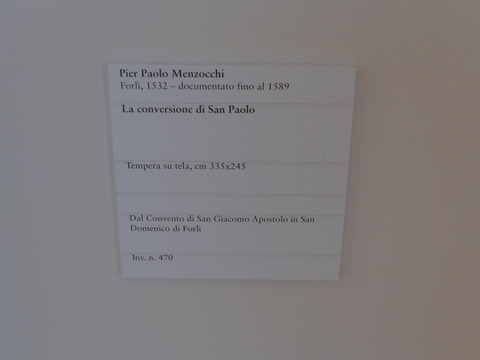 Pier Paolo Menzocchi
Forlì, 1532 – documentato fino al 1589
La conversione di San Paolo
Tempera su tela, cm 335x245
Dal Convento di San Giacomo Apostolo in San
Domenico di Forlì
Inv. n. 470